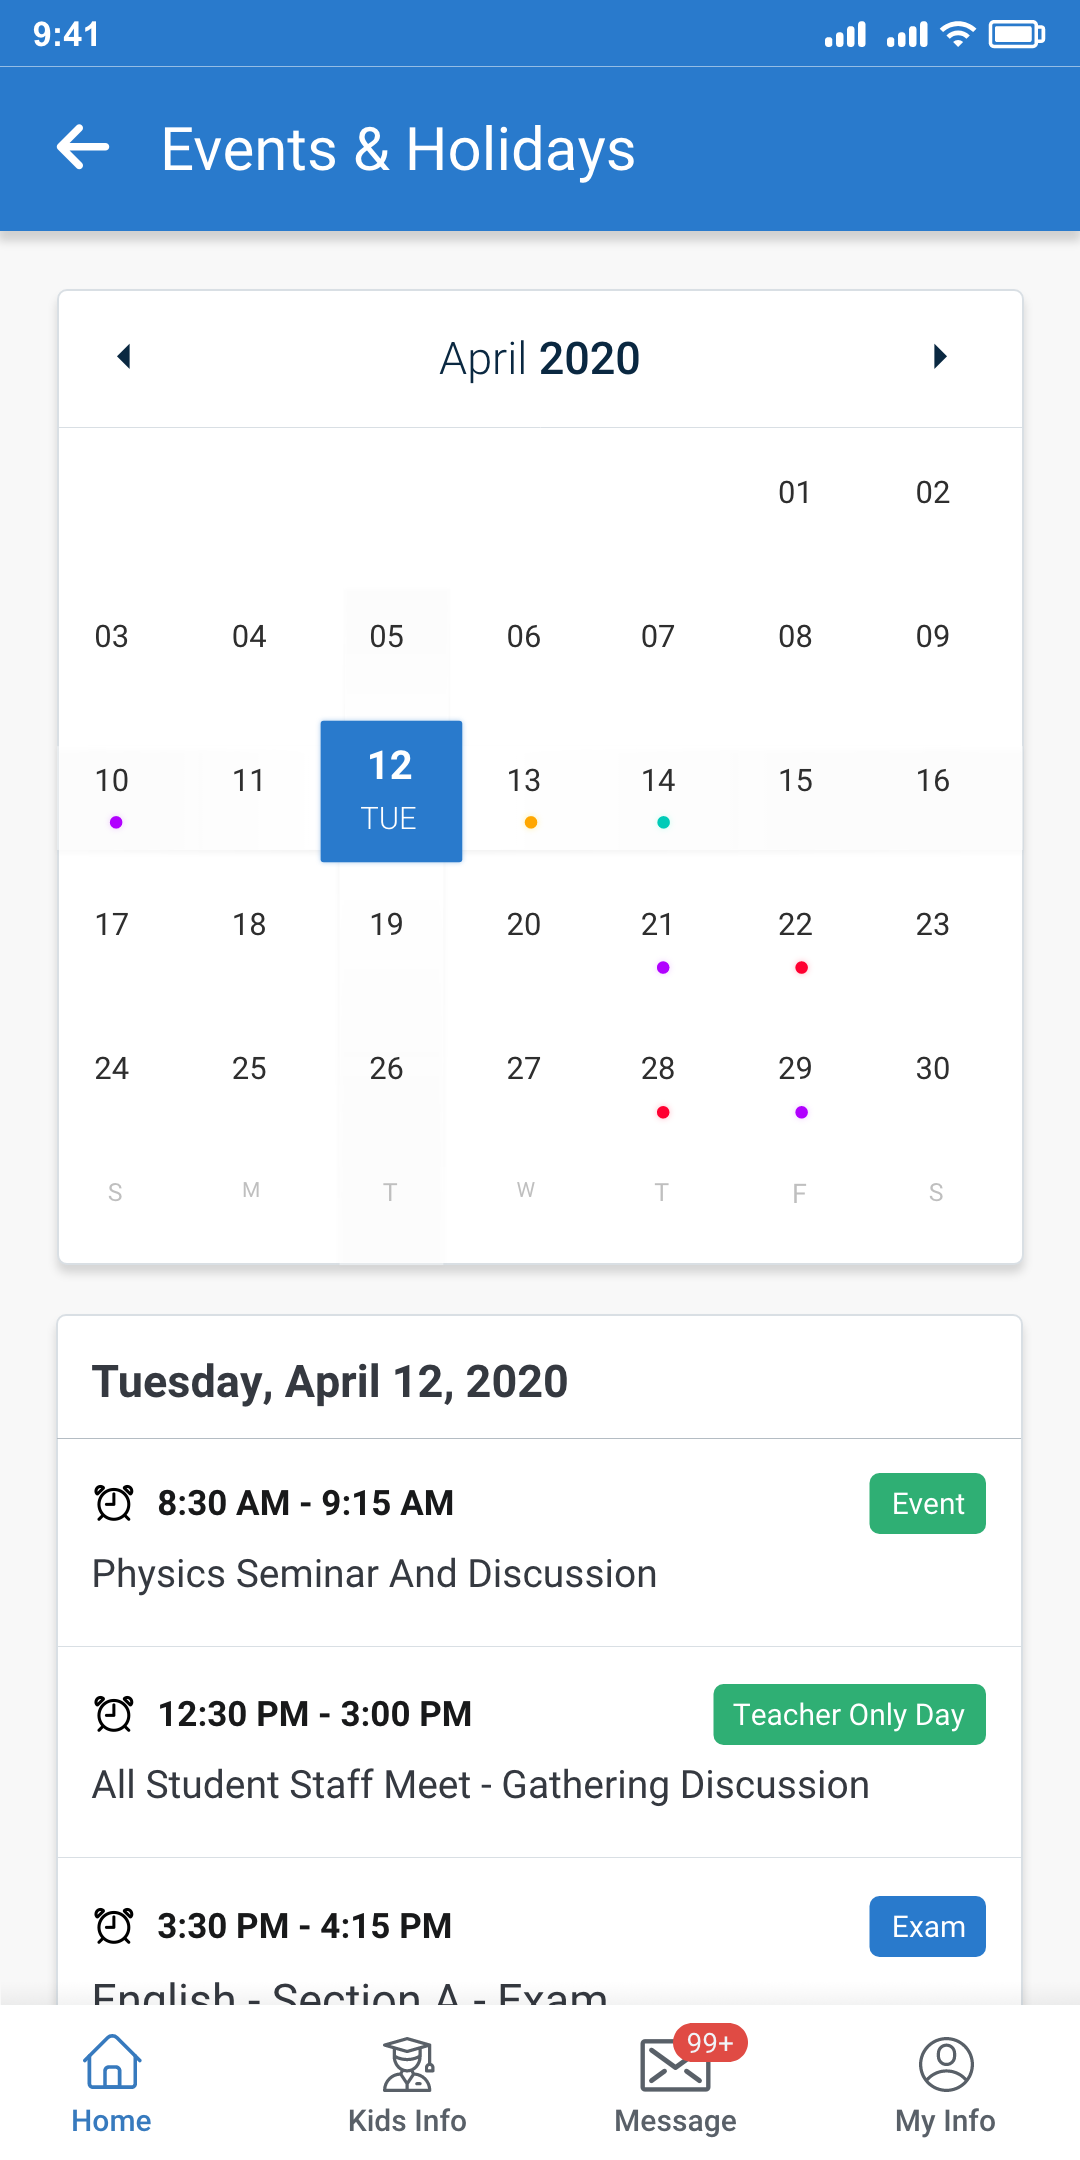 9:41
Events & Holidays
April 2020
01 02
03 04 05 06 07 08 09
10 11 12 13 14 15 16
TUE
17 18 19 20 21 22 23
24 25 26 27 28 29 30
S M T W T F S
Tuesday, April 12, 2020
8:30 AM - 9:15 AM Event
Physics Seminar And Discussion
12:30 PM - 3:00 PM Teacher Only Day
All Student Staff Meet - Gathering Discussion
3:30 PM - 4:15 PM Exam
English - Section A - Exam
99+
Home Kids Info Message My Info